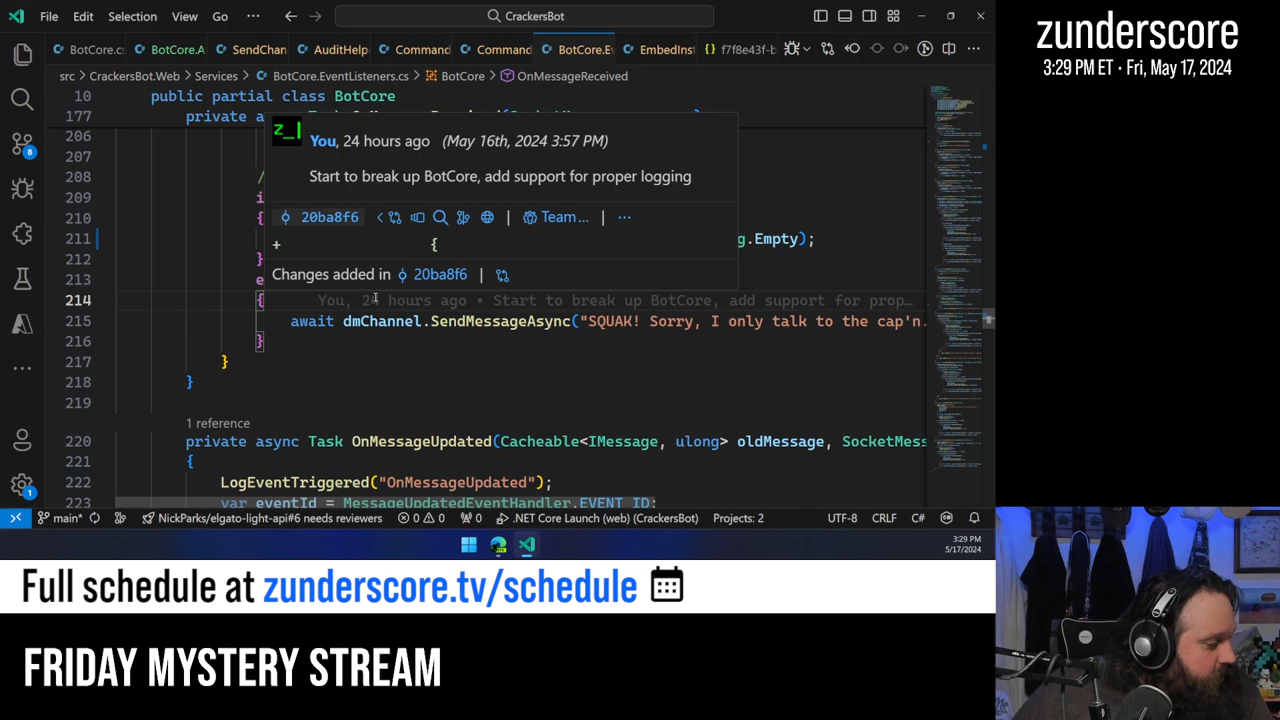 File Edit Selection View Go ··· CrackersBot
zunderscore
3:29 PM ET • Fri, May 17, 2024
BotCore.cs BotCore.A SendChan AuditHelp Command Command BotCore.Ev EmbedInst {} f7f8e43f-b ···
src > CrackersBot.Web > Services > BotCore.EventListeners.cs > BotCore > OnMessageReceived
10 public partial class BotCore
177 private a
z_| You, 24 hours ago (May 16th, 2024 3:57 PM)
Start to break up BotCore, add support for proper logging
20ba8f6 | Team... | ···
+ {
Changes added in 20ba8f6 |
206
207
208 /
209 i
210 {
211 g.Empty);
212 }
213 e
214 { You, 24 hours ago • Start to break up BotCore, add support for prop…
215 await dmChannel.SendMessageAsync("SQUAK! Sorry, I only talk to the cap'n.
216 }
217 }
218 }
219
1 reference
220 private async Task OnMessageUpdated(Cacheable<IMessage, ulong> oldMessage, SocketMess
221 {
222 LogEventTriggered("OnMessageUpdated");
223 var eventId = MessageUpdatedEventHandler.EVENT_ID;
8
1
main* NickParks/elgato-light-api#6 needs reviewers 0 0 0 .NET Core Launch (web) (CrackersBot) Projects: 2 UTF-8 CRLF C#
3:29 PM
5/17/2024
Full schedule at zunderscore.tv/schedule
FRIDAY MYSTERY STREAM